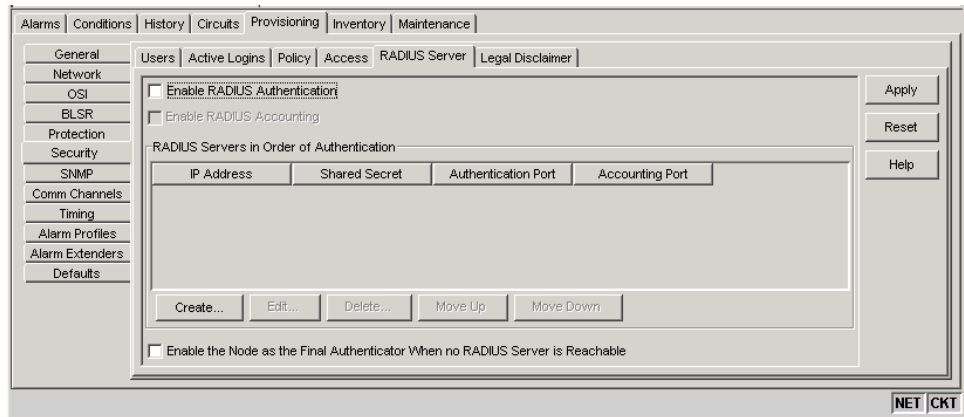 Alarms Conditions History Circuits Provisioning Inventory Maintenance
General
Network
OSI
BLSR
Protection
Security
SNMP
Comm Channels
Timing
Alarm Profiles
Alarm Extenders
Defaults
Users Active Logins Policy Access RADIUS Server Legal Disclaimer
Enable RADIUS Authentication
Enable RADIUS Accounting
RADIUS Servers in Order of Authentication
IP Address Shared Secret Authentication Port Accounting Port
Create... Edit... Delete... Move Up Move Down
Enable the Node as the Final Authenticator When no RADIUS Server is Reachable
Apply
Reset
Help
NET CKT